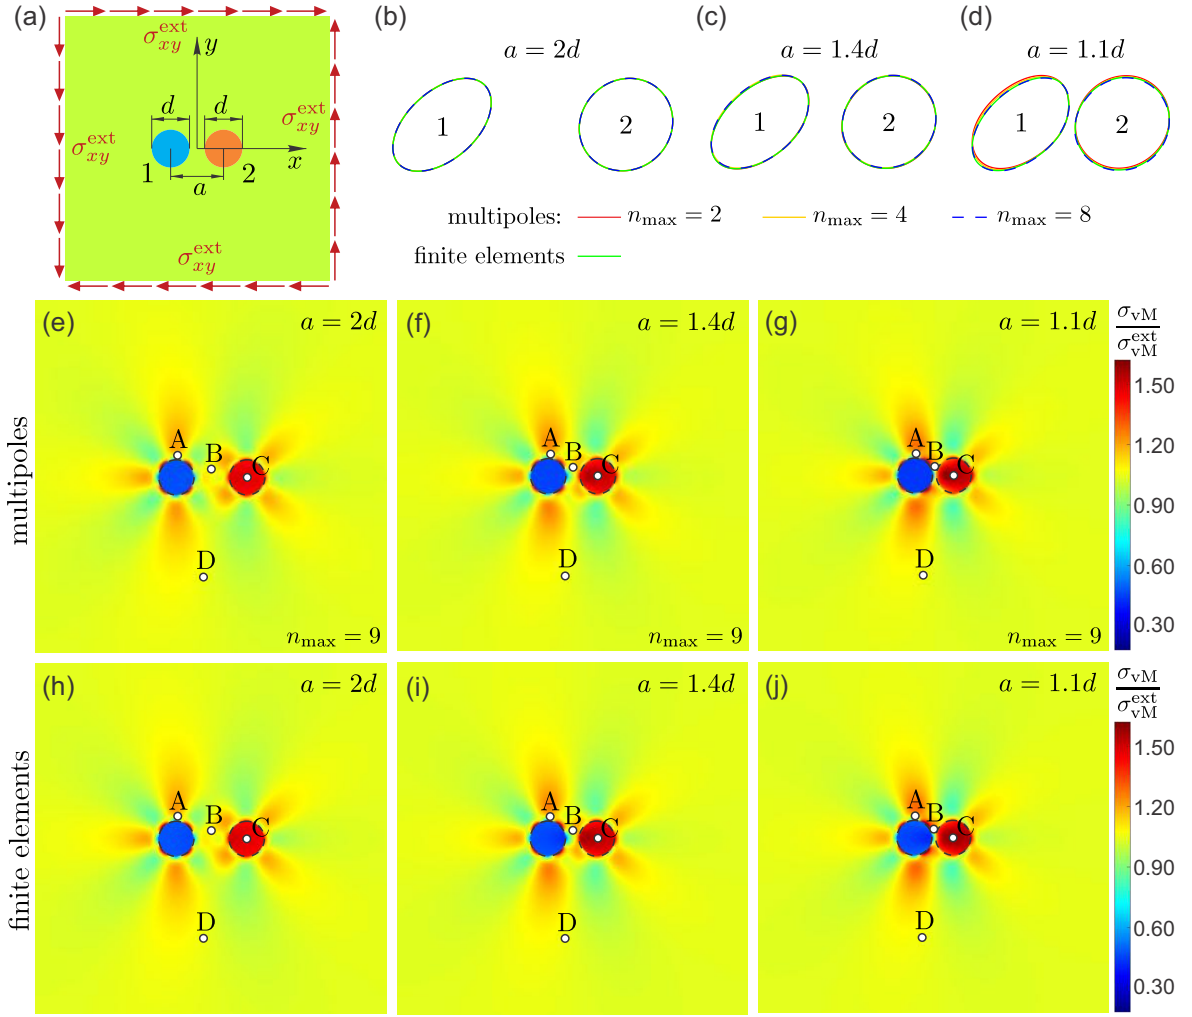 (a)
σ_xy^ext
y
d
d
σ_xy^ext
σ_xy^ext
x
1
2
a
σ_xy^ext
(b)
a = 2d
1
2
(c)
a = 1.4d
1
2
(d)
a = 1.1d
1
2
multipoles: n_max = 2 n_max = 4 n_max = 8
finite elements
multipoles
(e)
a = 2d
A
B
C
D
n_max = 9
(f)
a = 1.4d
A
B
C
D
n_max = 9
(g)
a = 1.1d
A
B
C
D
n_max = 9
σ_vM
σ_vM^ext
1.50
1.20
0.90
0.60
0.30
finite elements
(h)
a = 2d
A
B
C
D
(i)
a = 1.4d
A
B
C
D
(j)
a = 1.1d
A
B
C
D
σ_vM
σ_vM^ext
1.50
1.20
0.90
0.60
0.30